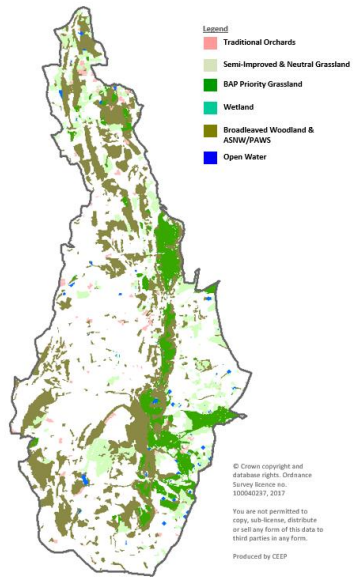 Legend
Traditional Orchards
Semi-Improved & Neutral Grassland
BAP Priority Grassland
Wetland
Broadleaved Woodland &
ASNW/PAWS
Open Water
© Crown copyright and
database rights. Ordnance
Survey licence no.
100040237, 2017
You are not permitted to
copy, sub-license, distribute
or sell any form of this data to
third parties in any form.
Produced by CEEP